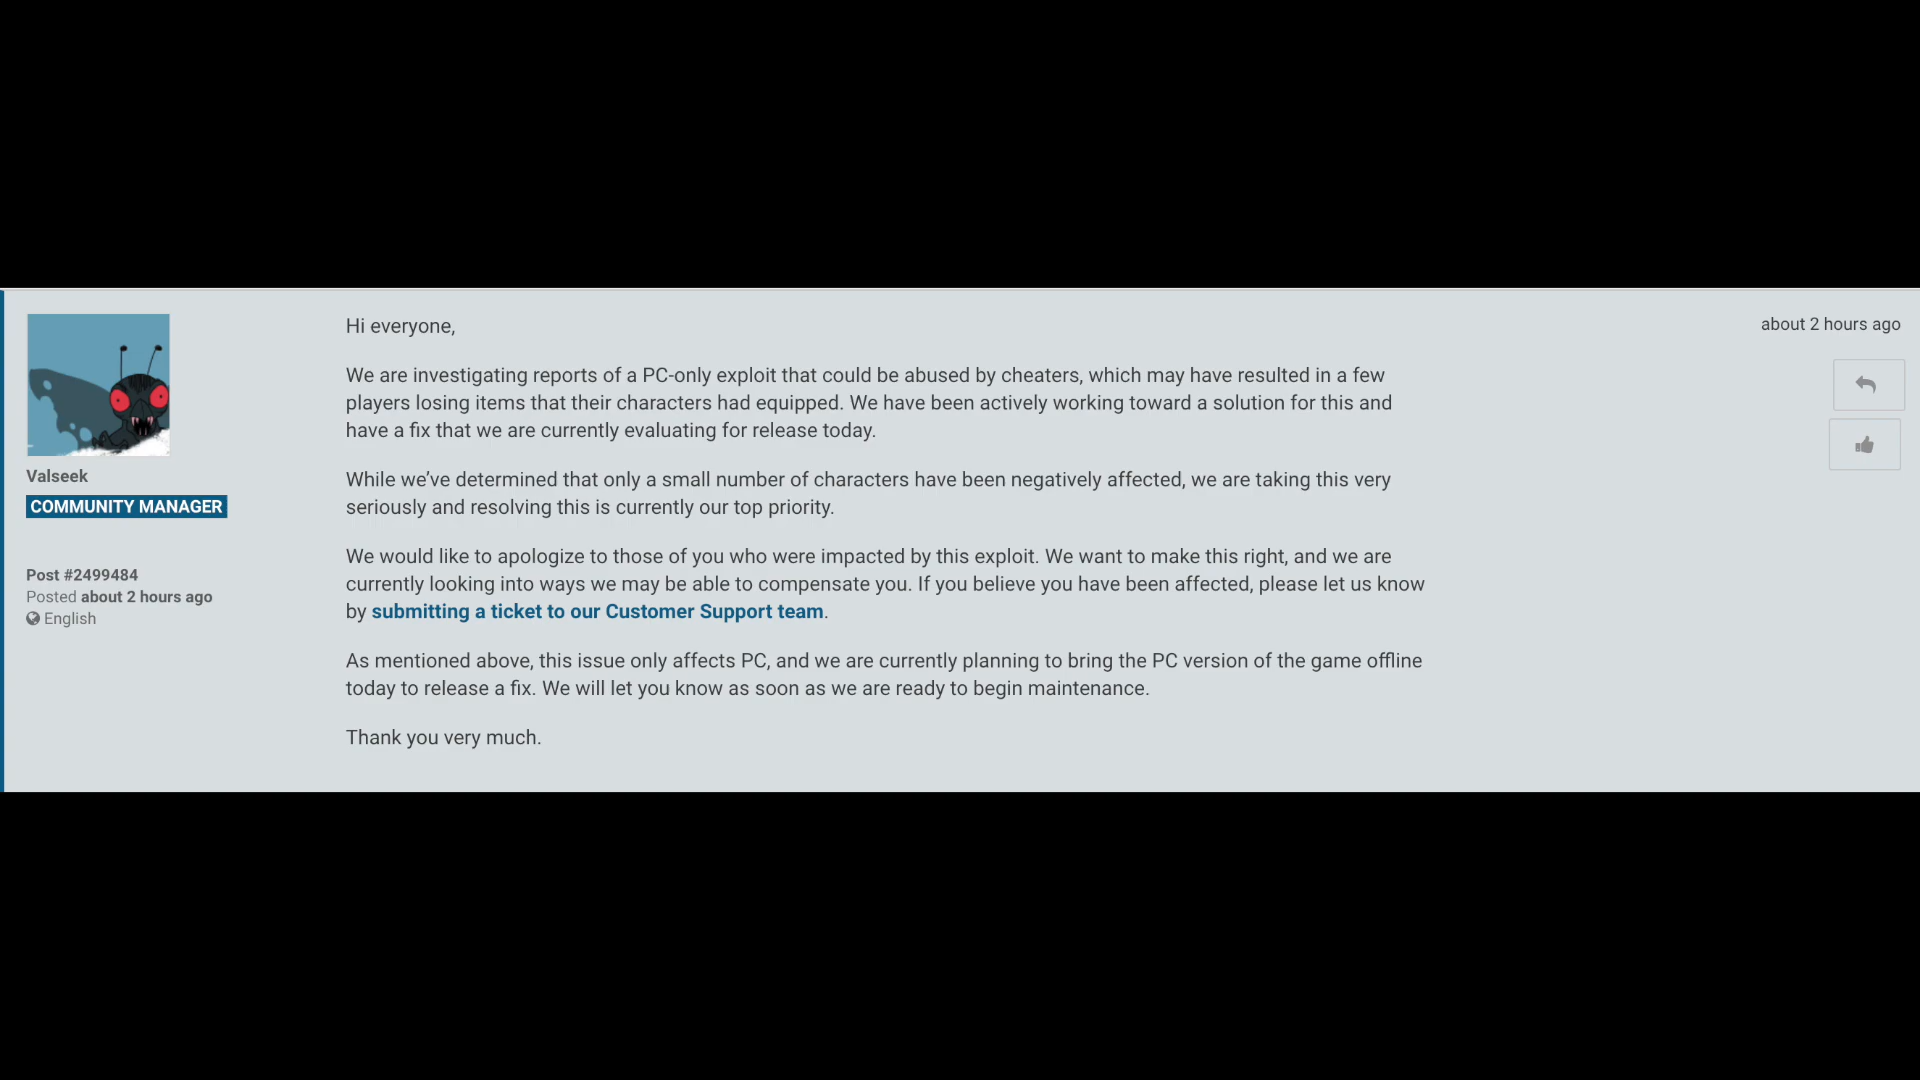 Hi everyone,
about 2 hours ago
We are investigating reports of a PC-only exploit that could be abused by cheaters, which may have resulted in a few
players losing items that their characters had equipped. We have been actively working toward a solution for this and
have a fix that we are currently evaluating for release today.
Valseek
COMMUNITY MANAGER
While we’ve determined that only a small number of characters have been negatively affected, we are taking this very
seriously and resolving this is currently our top priority.
We would like to apologize to those of you who were impacted by this exploit. We want to make this right, and we are
currently looking into ways we may be able to compensate you. If you believe you have been affected, please let us know
by submitting a ticket to our Customer Support team.
Post #2499484
Posted about 2 hours ago
English
As mentioned above, this issue only affects PC, and we are currently planning to bring the PC version of the game offline
today to release a fix. We will let you know as soon as we are ready to begin maintenance.
Thank you very much.